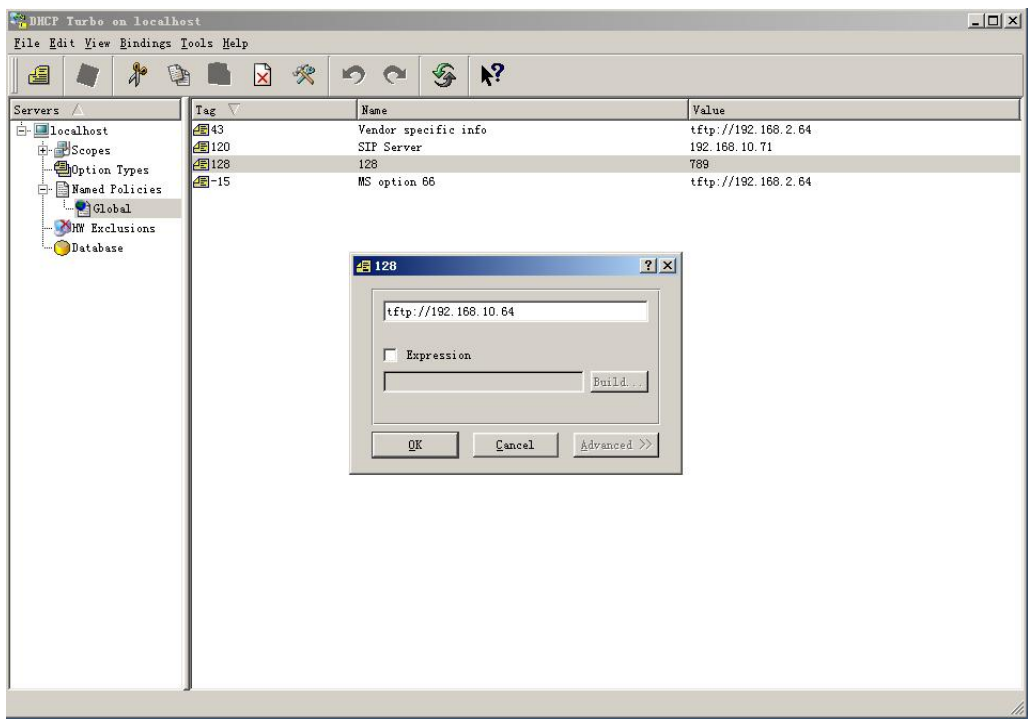 DHCP Turbo on localhost
File Edit View Bindings Tools Help
Servers
Tag Name Value
localhost
Scopes
Option Types
Named Policies
Global
HW Exclusions
Database
43 Vendor specific info tftp://192.168.2.64
120 SIP Server 192.168.10.71
128 128 789
-15 MS option 66 tftp://192.168.2.64
128
tftp://192.168.10.64
Expression
Build...
OK Cancel Advanced >>